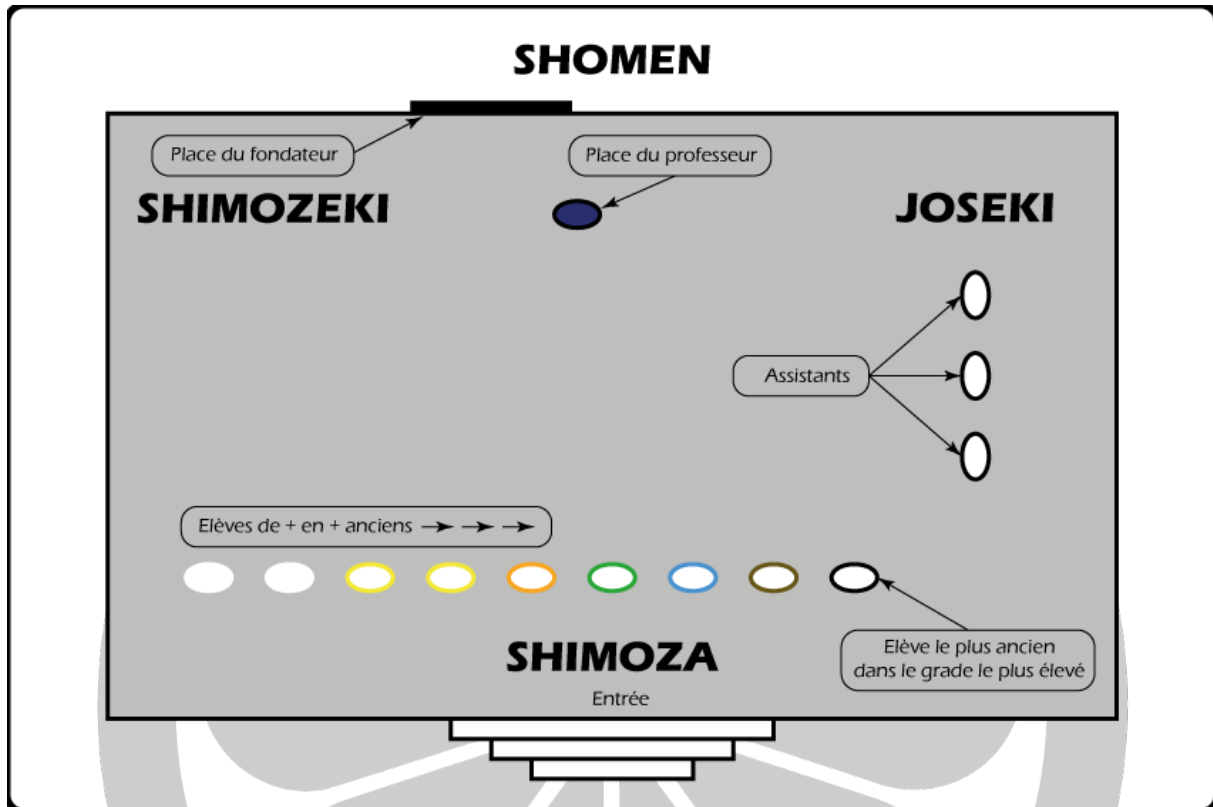 SHOMEN
Place du fondateur
Place du professeur
SHIMOZEKI
JOSEKI
Assistants
Elèves de + en + anciens
SHIMOZA
Entrée
Elève le plus ancien
dans le grade le plus élevé